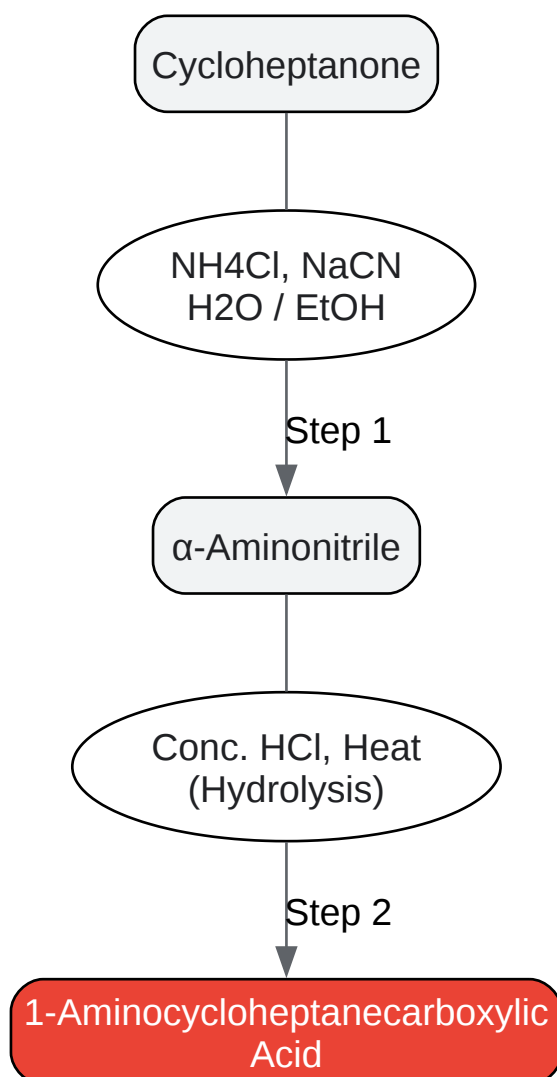 Cycloheptanone
NH4Cl, NaCN
H2O / EtOH
Step 1
α-Aminonitrile
Conc. HCl, Heat
(Hydrolysis)
Step 2
1-Aminocycloheptanecarboxylic
Acid